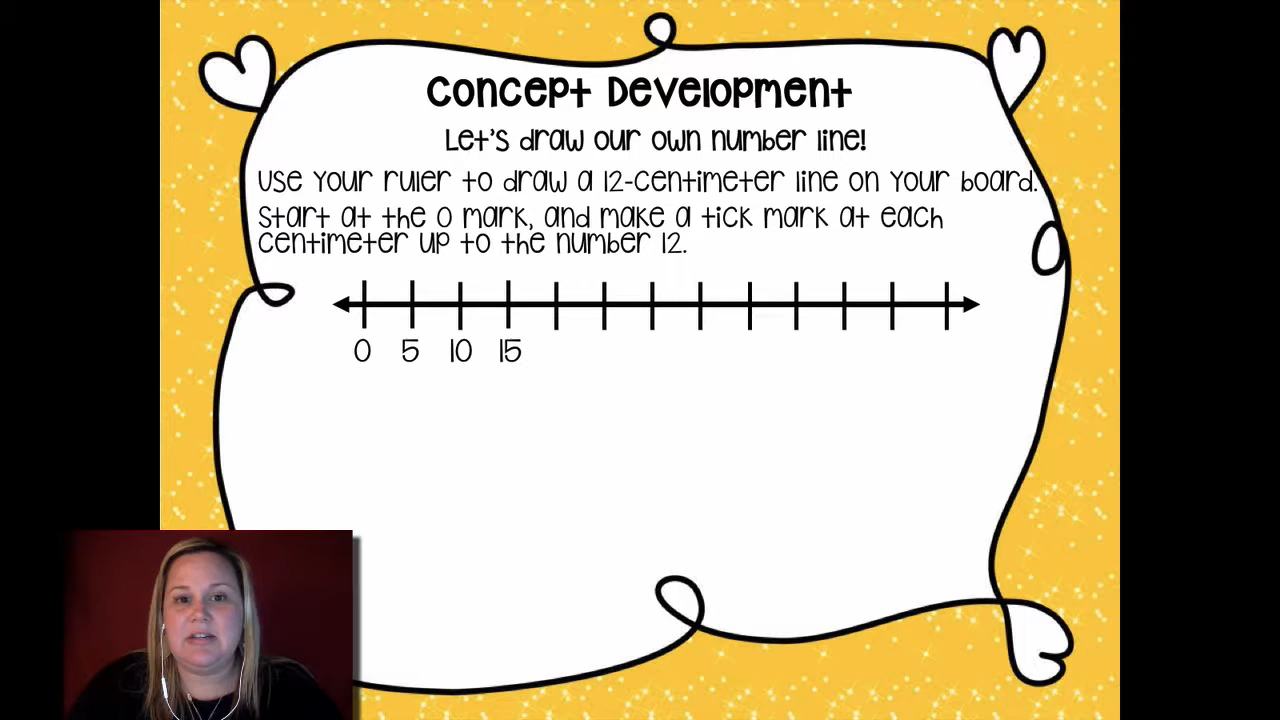 Concept Development
Let's draw our own number line!
Use your ruler to draw a 12-centimeter line on your board.
Start at the 0 mark, and make a tick mark at each
centimeter up to the number 12.
0 5 10 15